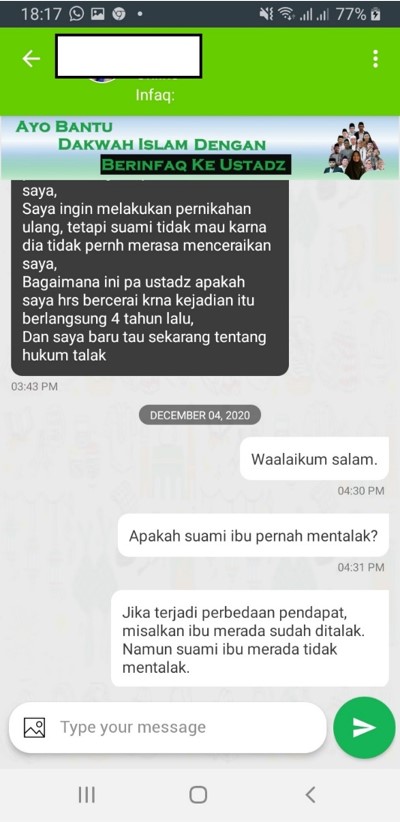 18:17
77%
Infaq:
AYO BANTU
DAKWAH ISLAM DENGAN
BERINFAQ KE USTADZ
saya,
Saya ingin melakukan pernikahan
ulang, tetapi suami tidak mau karna
dia tidak pernh merasa menceraikan
saya,
Bagaimana ini pa ustadz apakah
saya hrs bercerai krna kejadian itu
berlangsung 4 tahun lalu,
Dan saya baru tau sekarang tentang
hukum talak
03:43 PM
DECEMBER 04, 2020
Waalaikum salam.
04:30 PM
Apakah suami ibu pernah mentalak?
04:31 PM
Jika terjadi perbedaan pendapat,
misalkan ibu merada sudah ditalak.
Namun suami ibu merada tidak
mentalak.
Type your message